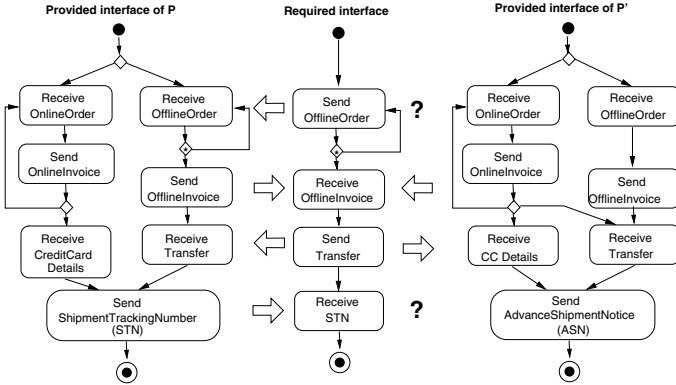 Provided interface of P
Required interface
Provided interface of P'
Receive
OnlineOrder
Send
OnlineInvoice
Receive
CreditCard
Details
Receive
OfflineOrder
*
Send
OfflineInvoice
Receive Transfer
Send
ShipmentTrackingNumber
(STN)
Send
OfflineOrder
*
Receive
OfflineInvoice
Send
Transfer
Receive
STN
?
?
Receive
OnlineOrder
Send
OnlineInvoice
Receive
CC Details
Receive
OfflineOrder
Send
OfflineInvoice
Receive
Transfer
Send
AdvanceShipmentNotice
(ASN)